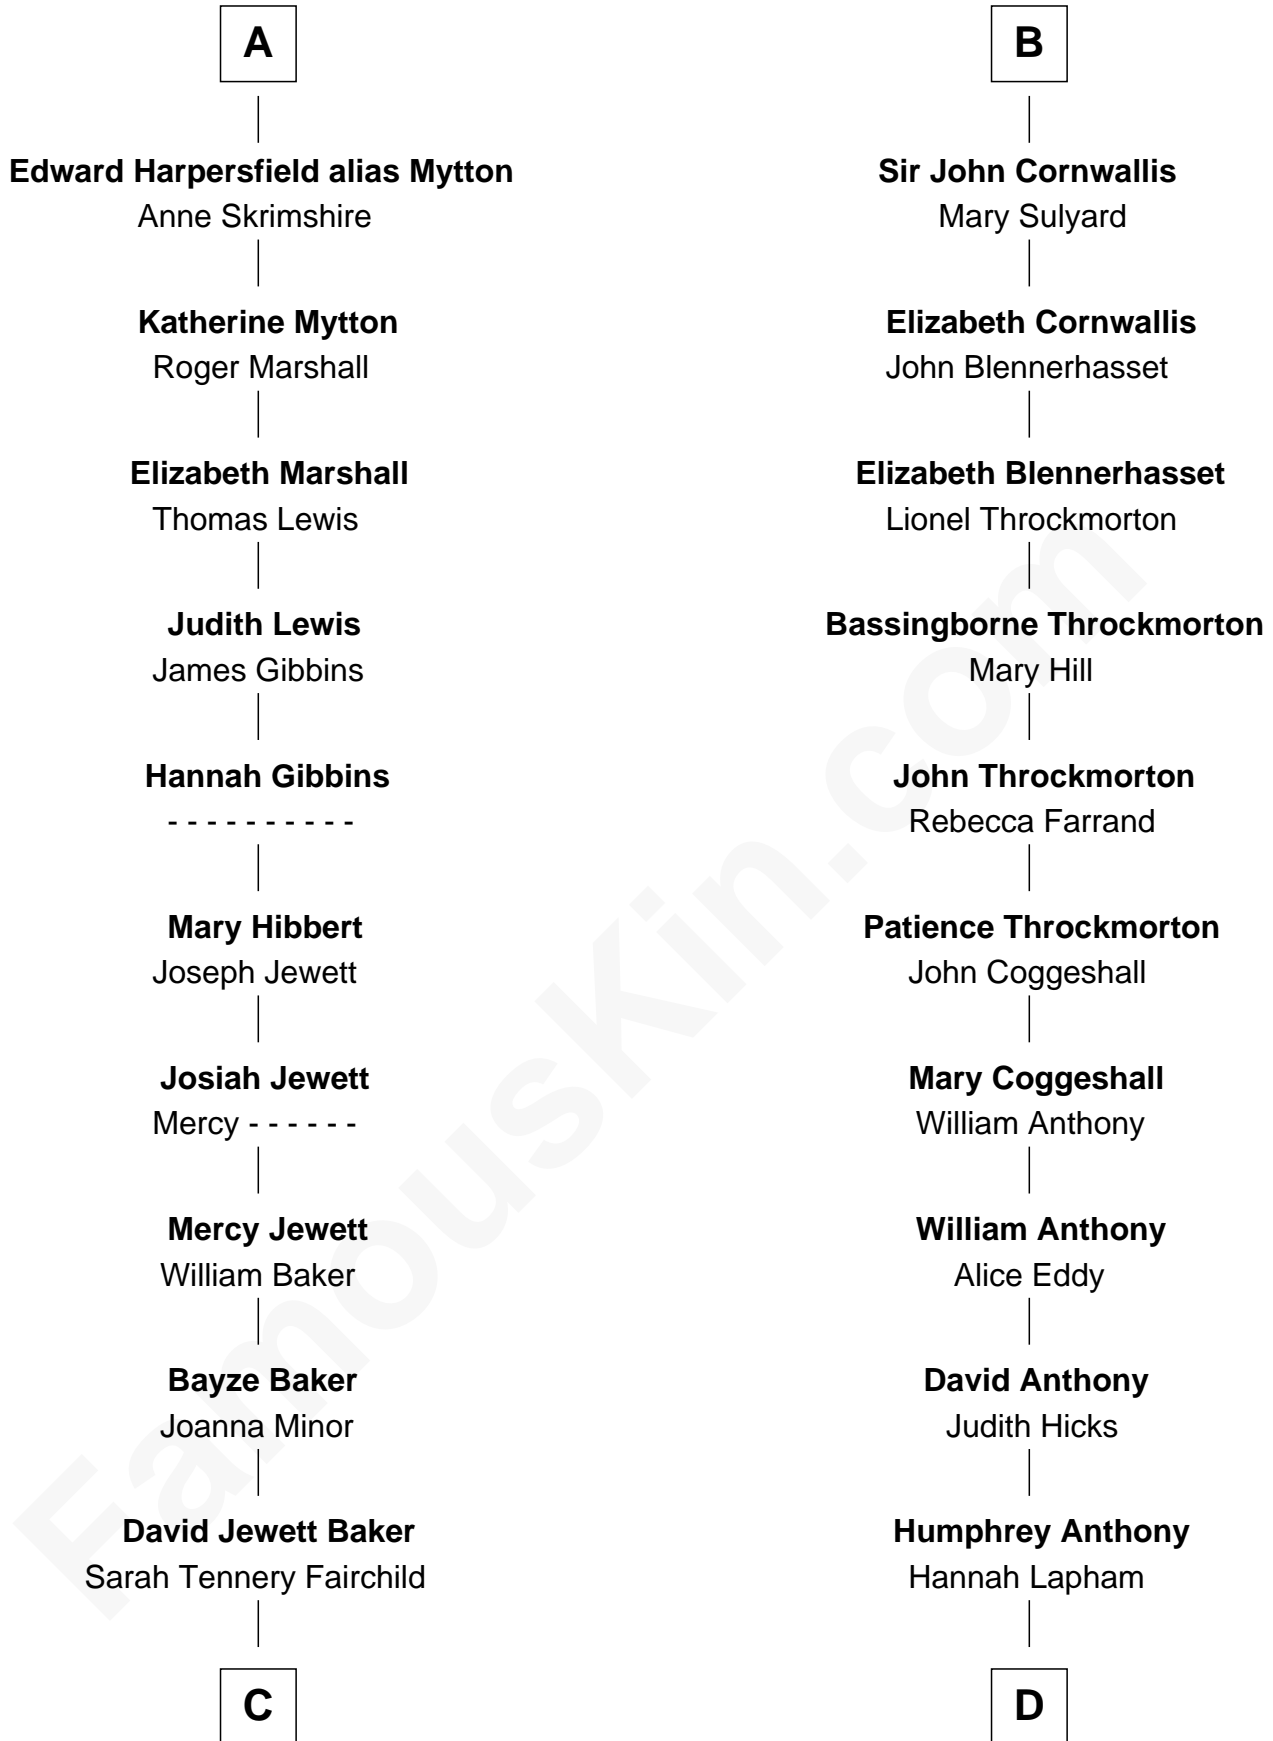 A
Edward Harpersfield alias Mytton
Anne Skrimshire
Katherine Mytton
Roger Marshall
Elizabeth Marshall
Thomas Lewis
Judith Lewis
James Gibbins
Hannah Gibbins
- - - - - - - - - -
Mary Hibbert
Joseph Jewett
Josiah Jewett
Mercy - - - - - -
Mercy Jewett
William Baker
Bayze Baker
Joanna Minor
David Jewett Baker
Sarah Tennery Fairchild
C
B
Sir John Cornwallis
Mary Sulyard
Elizabeth Cornwallis
John Blennerhasset
Elizabeth Blennerhasset
Lionel Throckmorton
Bassingborne Throckmorton
Mary Hill
John Throckmorton
Rebecca Farrand
Patience Throckmorton
John Coggeshall
Mary Coggeshall
William Anthony
William Anthony
Alice Eddy
David Anthony
Judith Hicks
Humphrey Anthony
Hannah Lapham
D
FamousKin.com